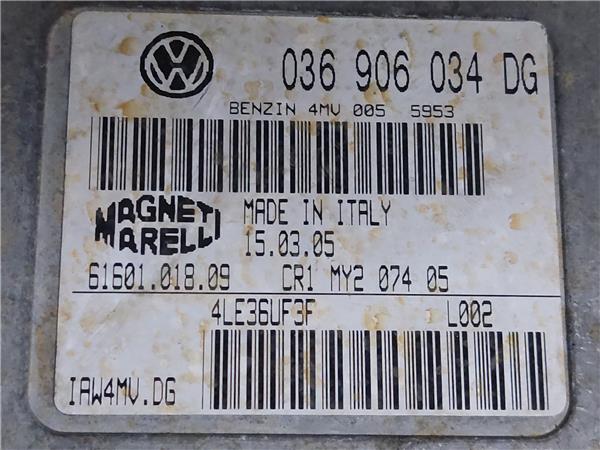 036 906 034 DG
BENZIN 4MV 005 5953
MAGNETI MARELLI
MADE IN ITALY
15.03.05
61601.018.09 CR1 MY2 074 05
4LE36UF3F L002
IAW4MV.DG